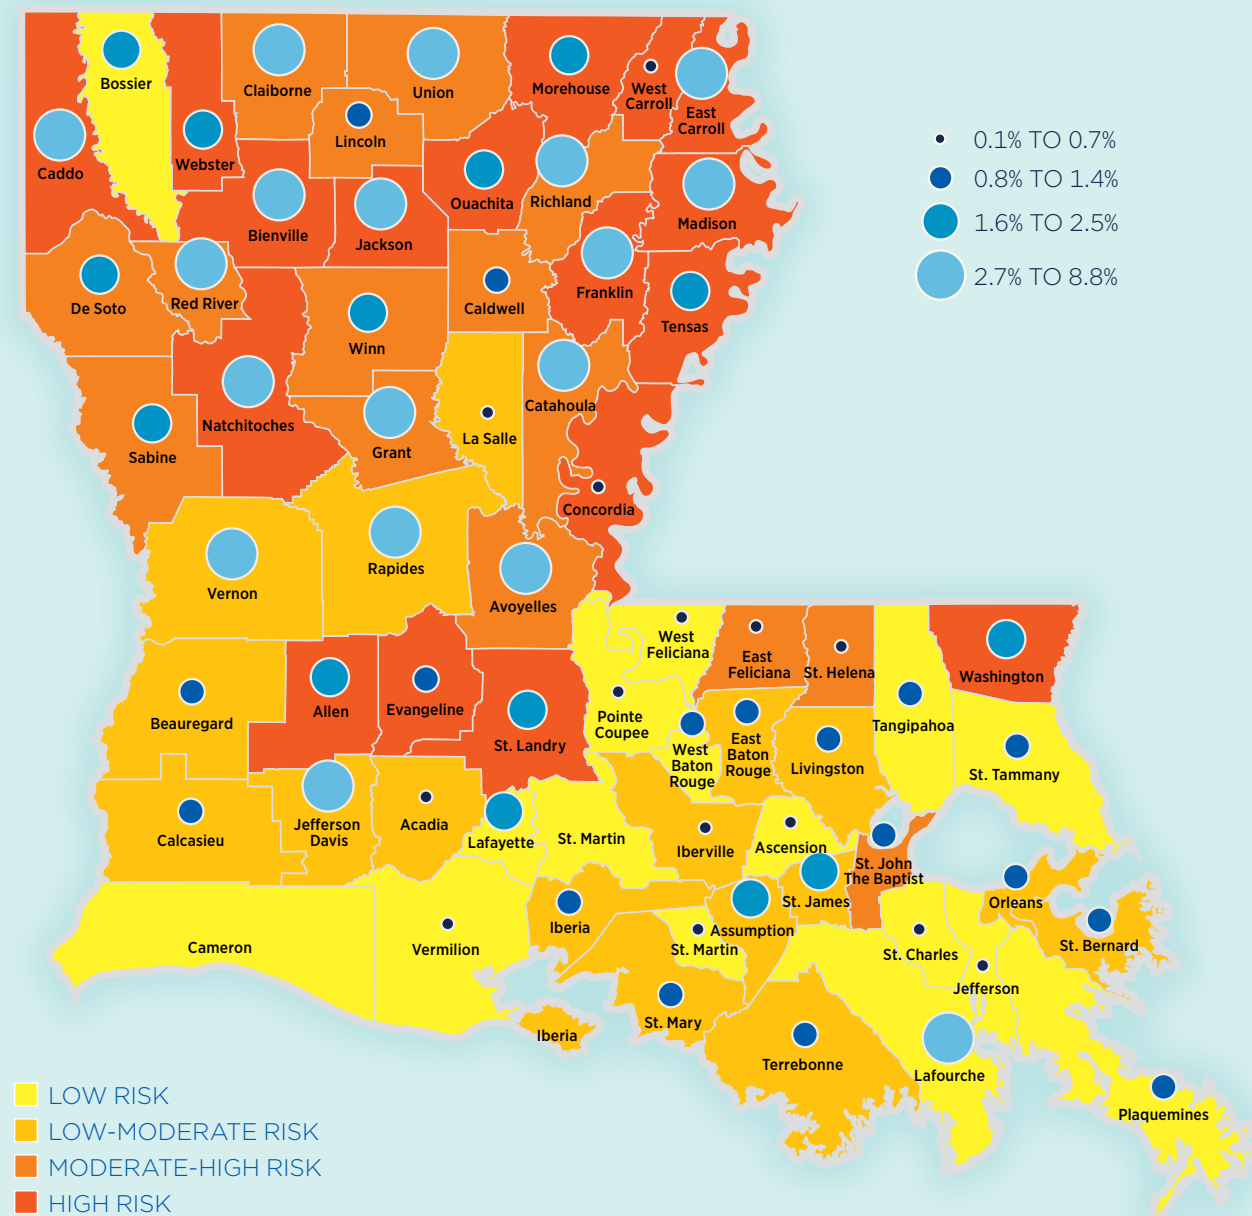 Bossier
Claiborne
Union
Morehouse
West
Carroll
East
Carroll
Lincoln
Caddo
Webster
Ouachita
Richland
Madison
Bienville
Jackson
De Soto
Red River
Caldwell
Franklin
Tensas
Winn
Natchitoches
Catahoula
Sabine
Grant
La Salle
Concordia
Vernon
Rapides
Avoyelles
West
Feliciana
East
Feliciana
St. Helena
Washington
Beauregard
Allen
Evangeline
St. Landry
Pointe
Coupee
West
Baton
Rouge
East
Baton
Rouge
Livingston
Tangipahoa
St. Tammany
Calcasieu
Jefferson
Davis
Acadia
Lafayette
St. Martin
Iberville
Ascension
St. John
The Baptist
St. James
Orleans
St. Bernard
Cameron
Vermilion
Iberia
St. Martin
Assumption
St. Charles
Jefferson
Iberia
St. Mary
Terrebonne
Lafourche
Plaquemines
0.1% TO 0.7%
0.8% TO 1.4%
1.6% TO 2.5%
2.7% TO 8.8%
LOW RISK
LOW-MODERATE RISK
MODERATE-HIGH RISK
HIGH RISK